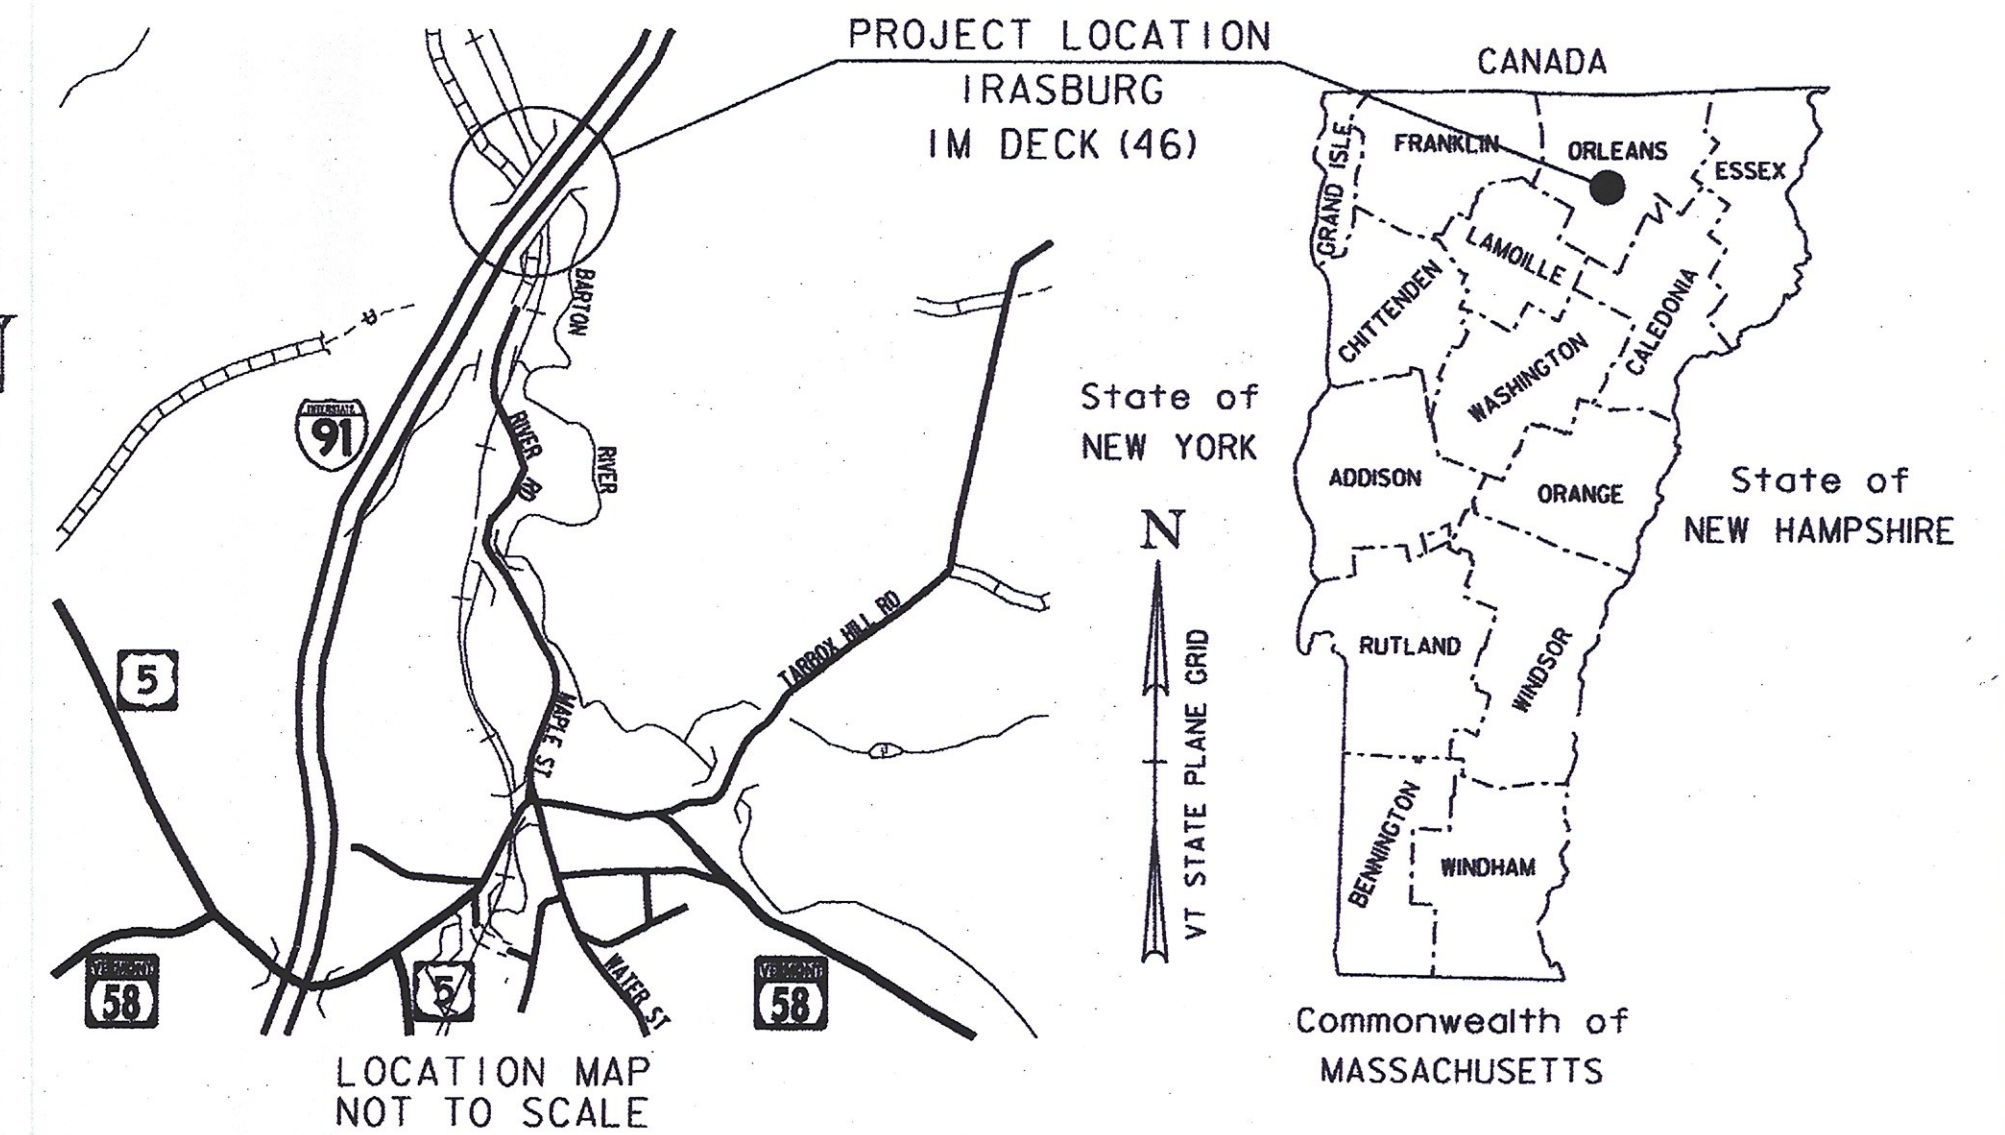 PROJECT LOCATION
IRASBURG
IM DECK (46)
BARTON
RIVER
INTERSTATE
91
RIVER RD
5
TARBOX HILL RD
MAPLE ST
VERMONT
58
5
WATER ST
VERMONT
58
LOCATION MAP
NOT TO SCALE
CANADA
GRAND ISLE
FRANKLIN
ORLEANS
ESSEX
LAMOILLE
CHITTENDEN
CALEDONIA
WASHINGTON
State of
NEW YORK
ADDISON
ORANGE
State of
NEW HAMPSHIRE
N
VT STATE PLANE GRID
RUTLAND
WINDSOR
BENNINGTON
WINDHAM
Commonwealth of
MASSACHUSETTS